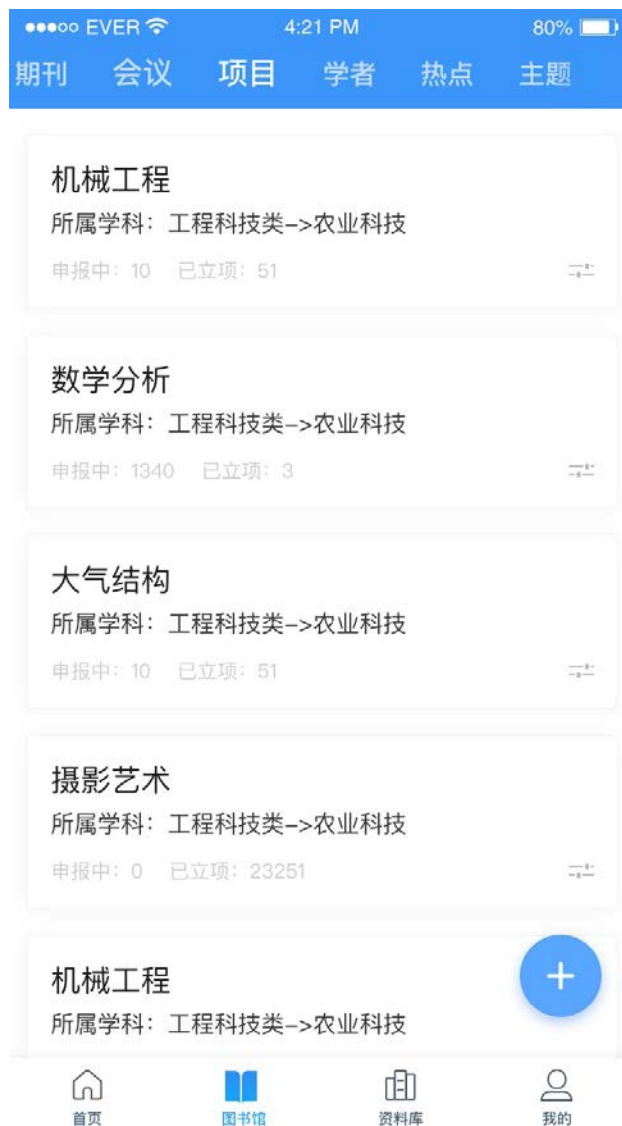 ●●●○○ EVER 4:21 PM 80%
期刊 会议 项目 学者 热点 主题
机械工程
所属学科：工程科技类->农业科技
申报中：10 已立项：51
数学分析
所属学科：工程科技类->农业科技
申报中：1340 已立项：3
大气结构
所属学科：工程科技类->农业科技
申报中：10 已立项：51
摄影艺术
所属学科：工程科技类->农业科技
申报中：0 已立项：23251
机械工程
所属学科：工程科技类->农业科技
首页 图书馆 资料库 我的